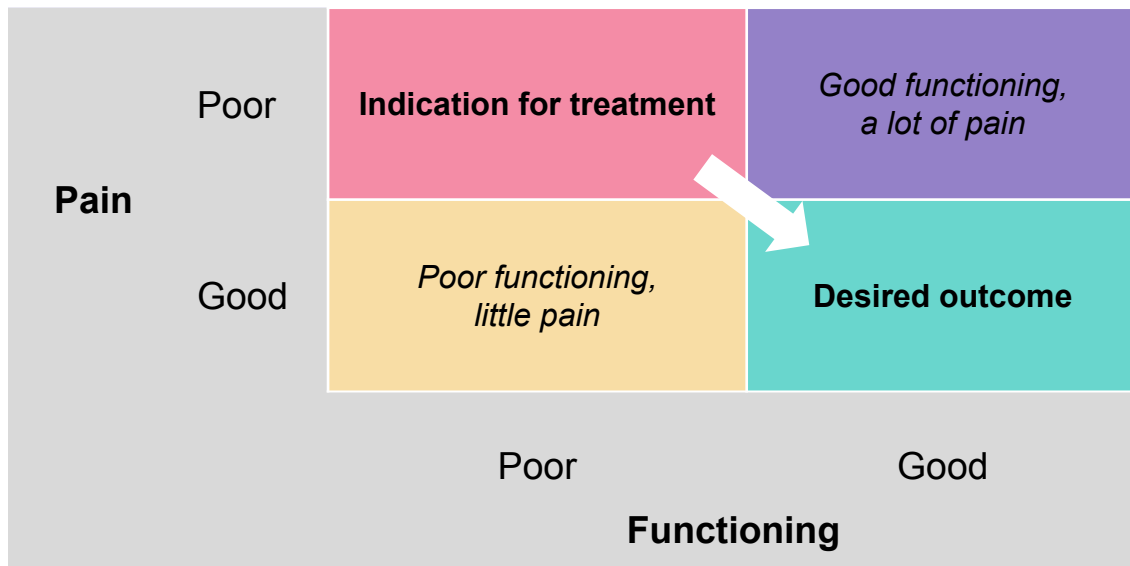 Poor
Indication for treatment
Good functioning,
a lot of pain
Pain
Good
Poor functioning,
little pain
Desired outcome
Poor
Good
Functioning